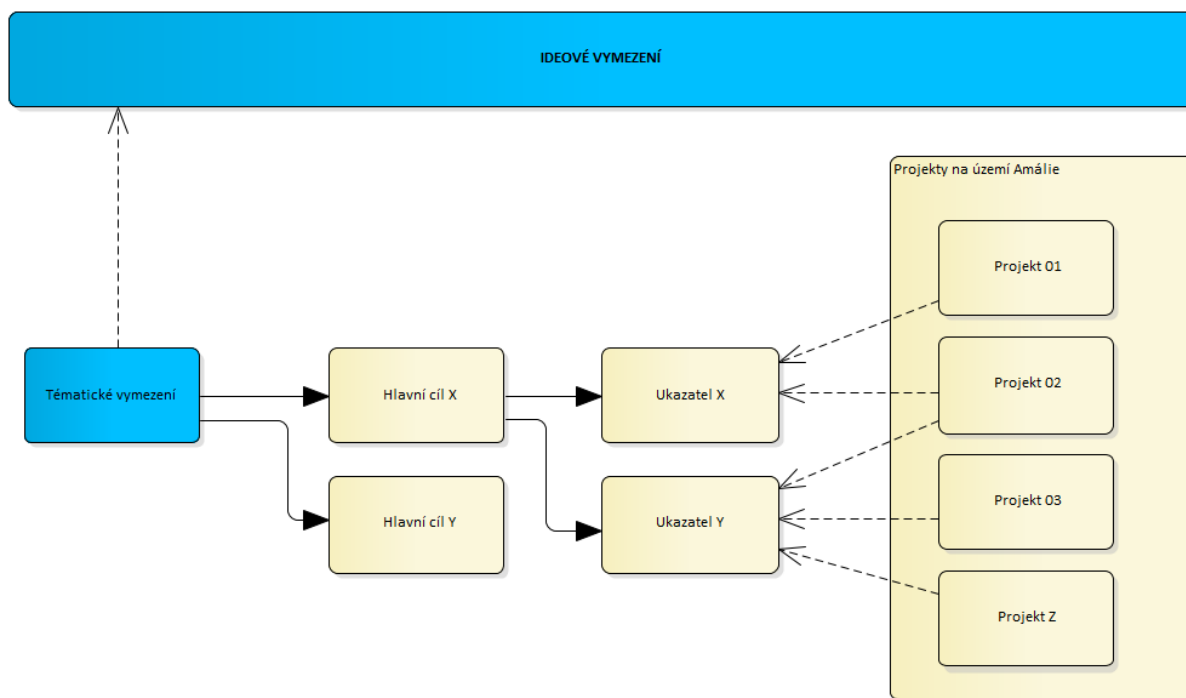 IDEOVÉ VYMEZENÍ
Projekty na území Amálie
Projekt 01
Tématické vymezení
Hlavní cíl X
Ukazatel X
Projekt 02
Hlavní cíl Y
Ukazatel Y
Projekt 03
Projekt Z